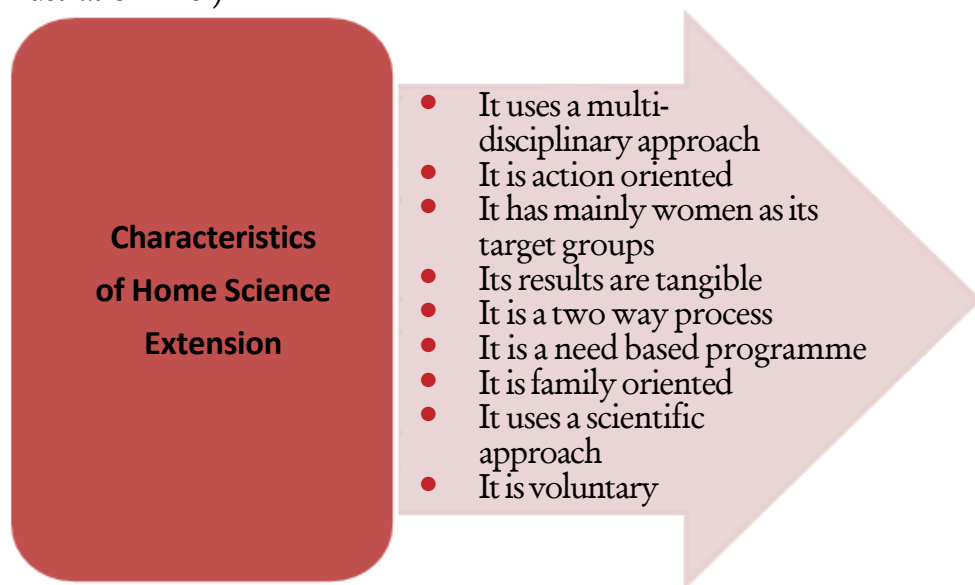 Characteristics
of Home Science
Extension
• It uses a multi-
disciplinary approach
• It is action oriented
• It has mainly women as its
target groups
• Its results are tangible
• It is a two way process
• It is a need based programme
• It is family oriented
• It uses a scientific
approach
• It is voluntary